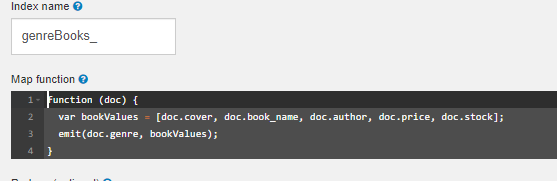 Index name
genreBooks_
Map function
1 function (doc) {
2 var bookValues = [doc.cover, doc.book_name, doc.author, doc.price, doc.stock];
3 emit(doc.genre, bookValues);
4 }